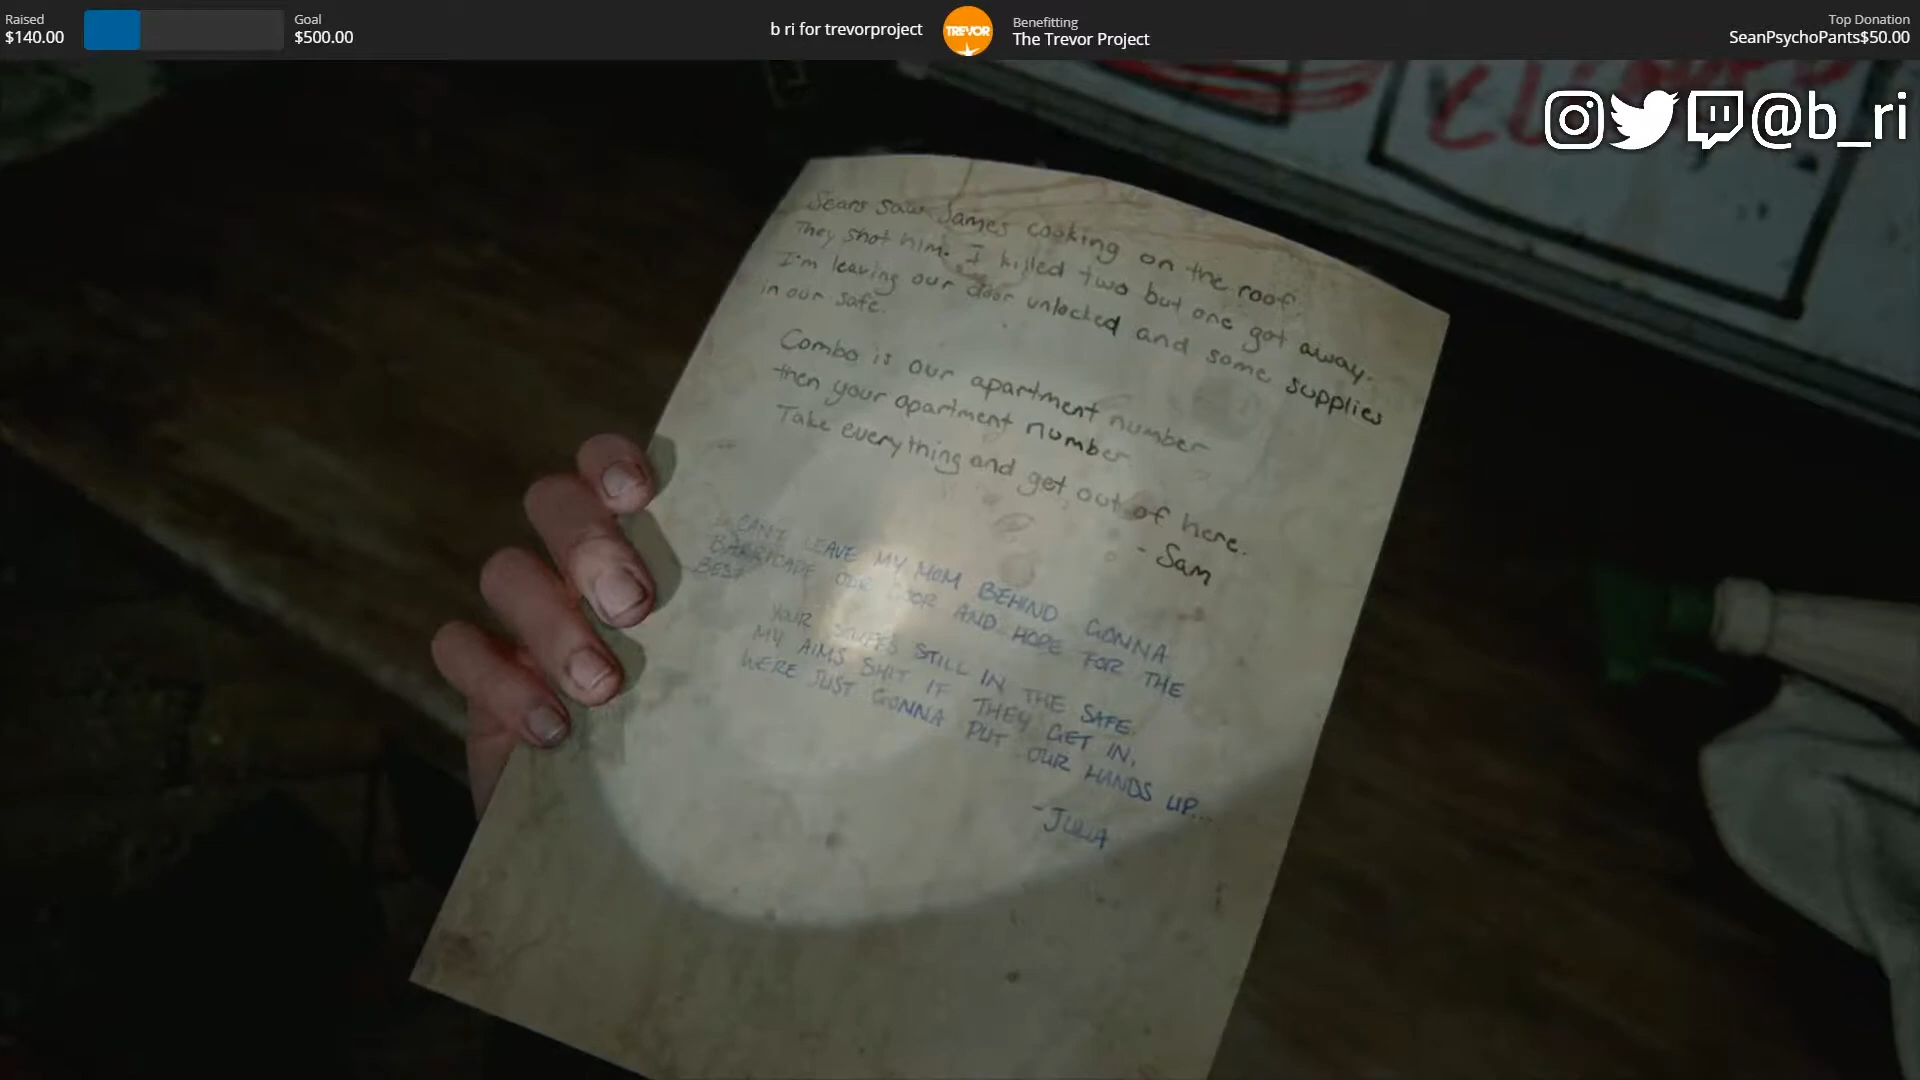 Raised
$140.00
Goal
$500.00
b ri for trevorproject
TREVOR
Benefitting
The Trevor Project
Top Donation
SeanPsychoPants$50.00
@b_ri
Scars saw James cooking on the roof.
They shot him. I killed two but one got away.
I'm leaving our door unlocked and some supplies
in our safe.
Combo is our apartment number
then your apartment number
Take everything and get out of here.
- Sam
I CAN'T LEAVE MY MOM BEHIND GONNA
BARRICADE OUR DOOR AND HOPE FOR THE
BEST
YOUR STUFFS STILL IN THE SAFE.
MY AIMS SHIT IF THEY GET IN,
WERE JUST GONNA PUT OUR HANDS UP...
-JULIA